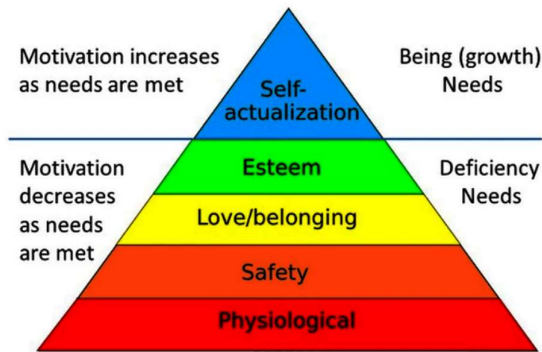 Motivation increases
as needs are met
Being (growth)
Needs
Self-
actualization
Motivation
decreases
as needs
are met
Deficiency
Needs
Esteem
Love/belonging
Safety
Physiological